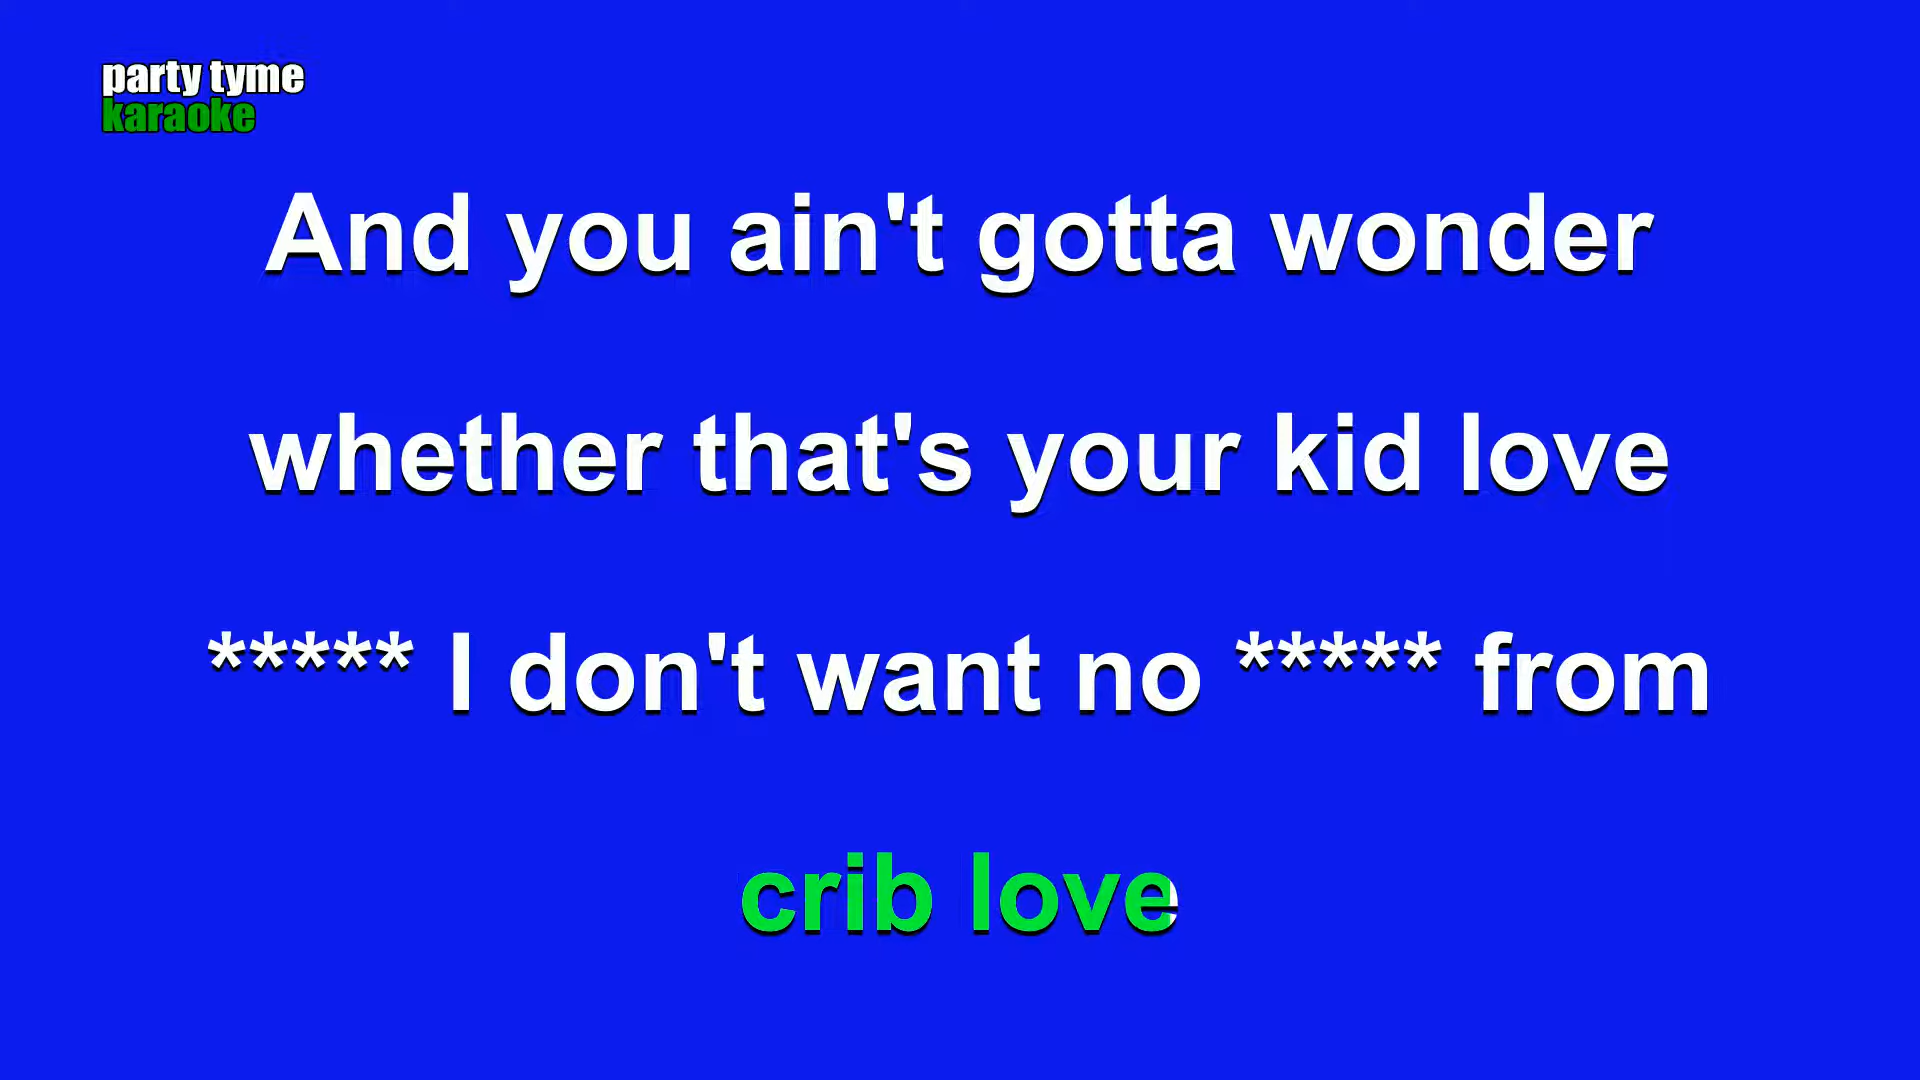 party tyme
karaoke
And you ain't gotta wonder
whether that's your kid love
***** I don't want no ***** from
crib love